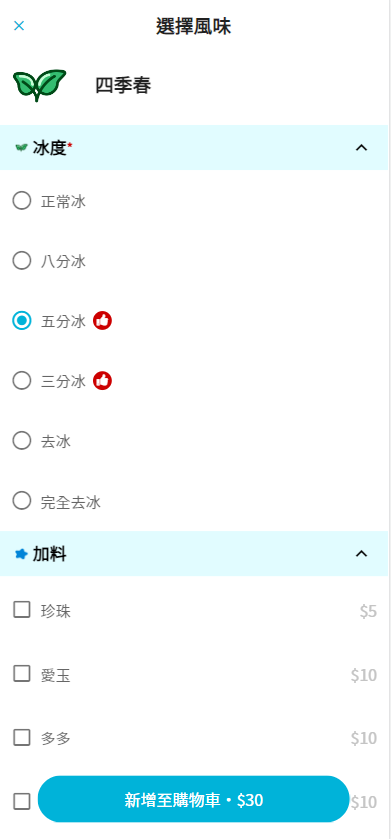 選擇風味
四季春
冰度*
正常冰
八分冰
五分冰
三分冰
去冰
完全去冰
加料
珍珠 $5
愛玉 $10
多多 $10
$10
新增至購物車・$30